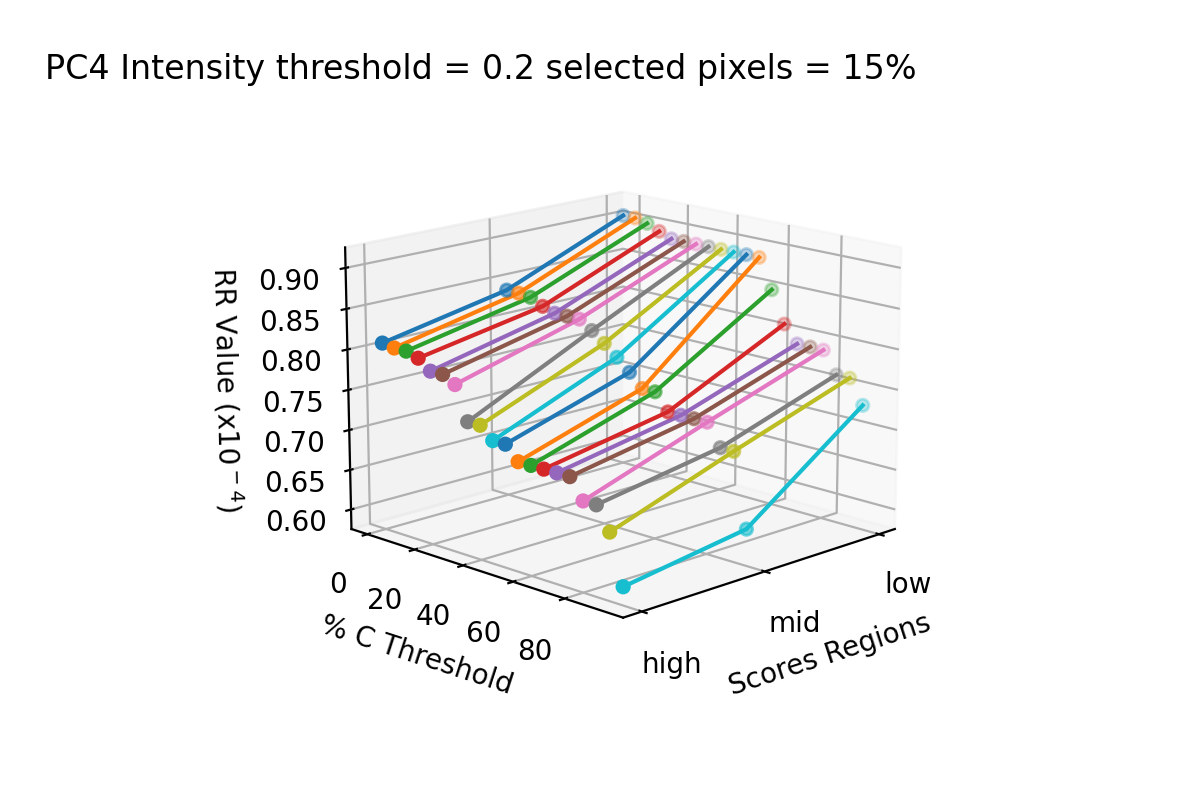 PC4 Intensity threshold = 0.2 selected pixels = 15%
RR Value (x10⁻⁴)
0.90
0.85
0.80
0.75
0.70
0.65
0.60
0
20
40
60
80
% C Threshold
high
mid
low
Scores Regions